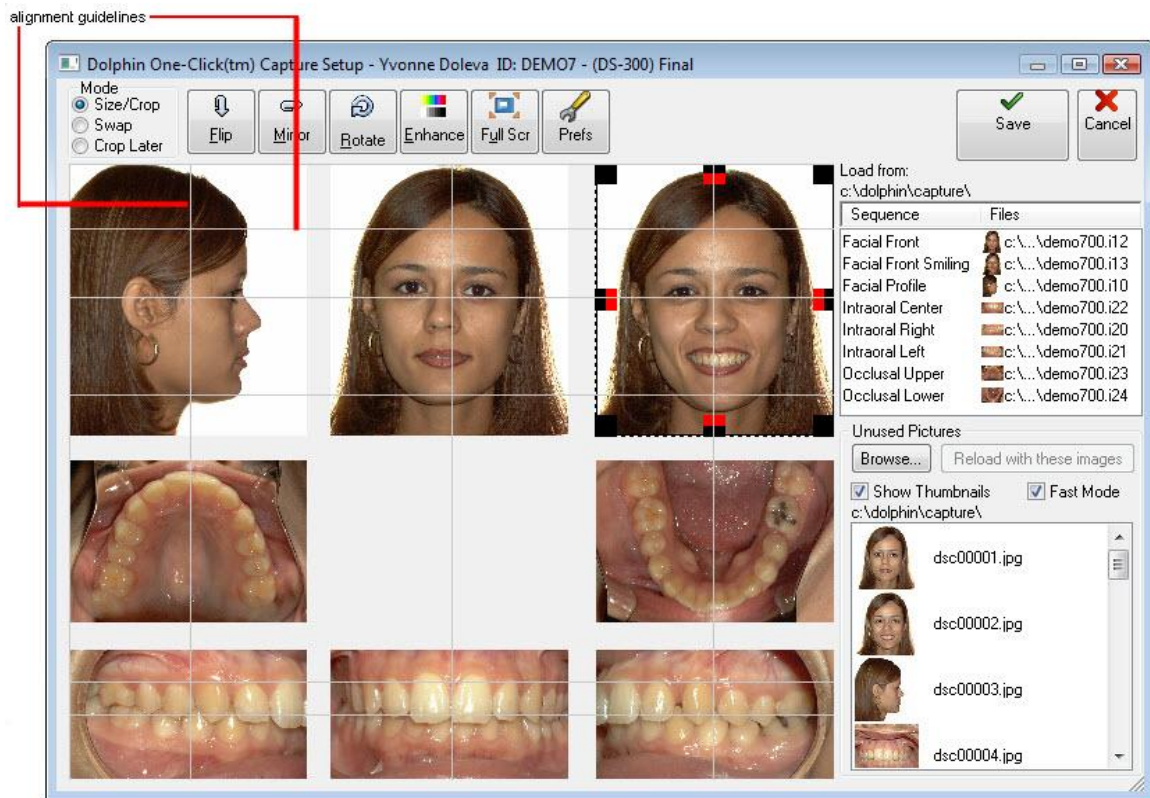 alignment guidelines
Dolphin One-Click(tm) Capture Setup - Yvonne Doleva ID: DEMO7 - (DS-300) Final
Mode
Size/Crop
Swap
Crop Later
Flip
Mirror
Rotate
Enhance
Full Scr
Prefs
Save
Cancel
Load from:
c:\dolphin\capture\
Sequence Files
Facial Front c:\...\demo700.i12
Facial Front Smiling c:\...\demo700.i13
Facial Profile c:\...\demo700.i10
Intraoral Center c:\...\demo700.i22
Intraoral Right c:\...\demo700.i20
Intraoral Left c:\...\demo700.i21
Occlusal Upper c:\...\demo700.i23
Occlusal Lower c:\...\demo700.i24
Unused Pictures
Browse... Reload with these images
Show Thumbnails Fast Mode
c:\dolphin\capture\
dsc00001.jpg
dsc00002.jpg
dsc00003.jpg
dsc00004.jpg